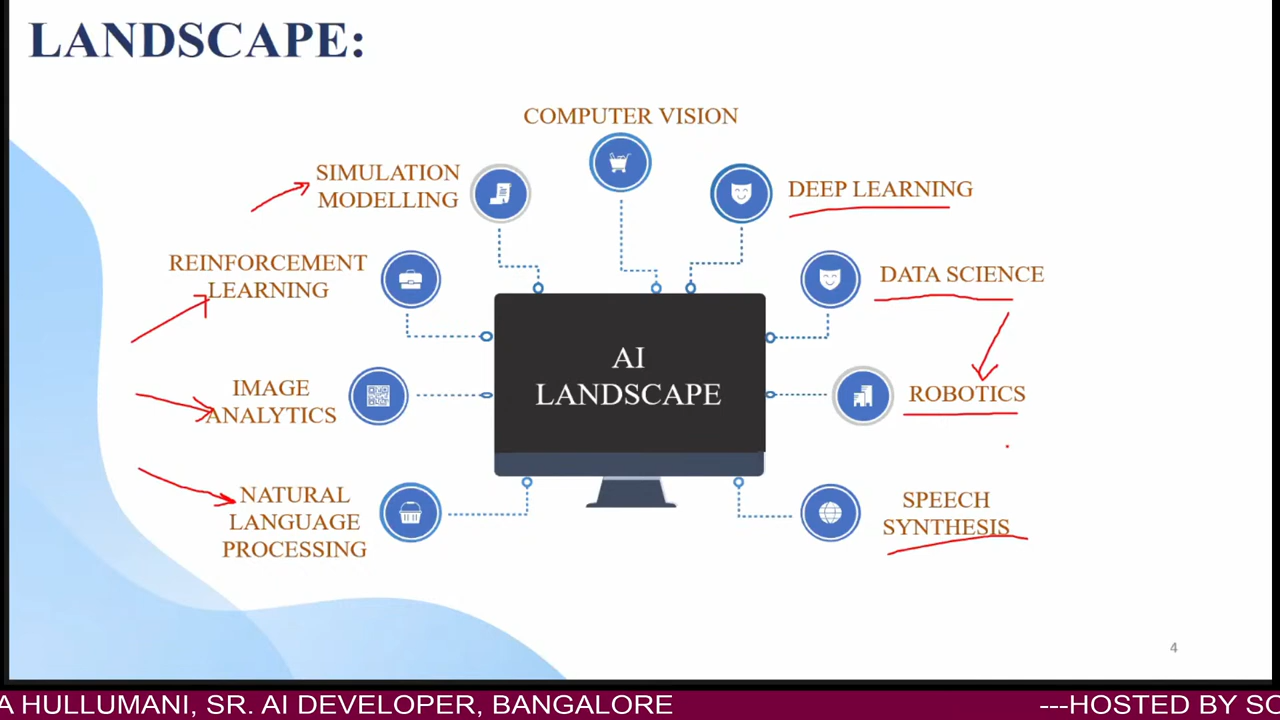 LANDSCAPE:
COMPUTER VISION
SIMULATION
MODELLING
DEEP LEARNING
REINFORCEMENT
LEARNING
DATA SCIENCE
AI
LANDSCAPE
IMAGE
ANALYTICS
ROBOTICS
NATURAL
LANGUAGE
PROCESSING
SPEECH
SYNTHESIS
4
A HULLUMANI, SR. AI DEVELOPER, BANGALORE
---HOSTED BY SC